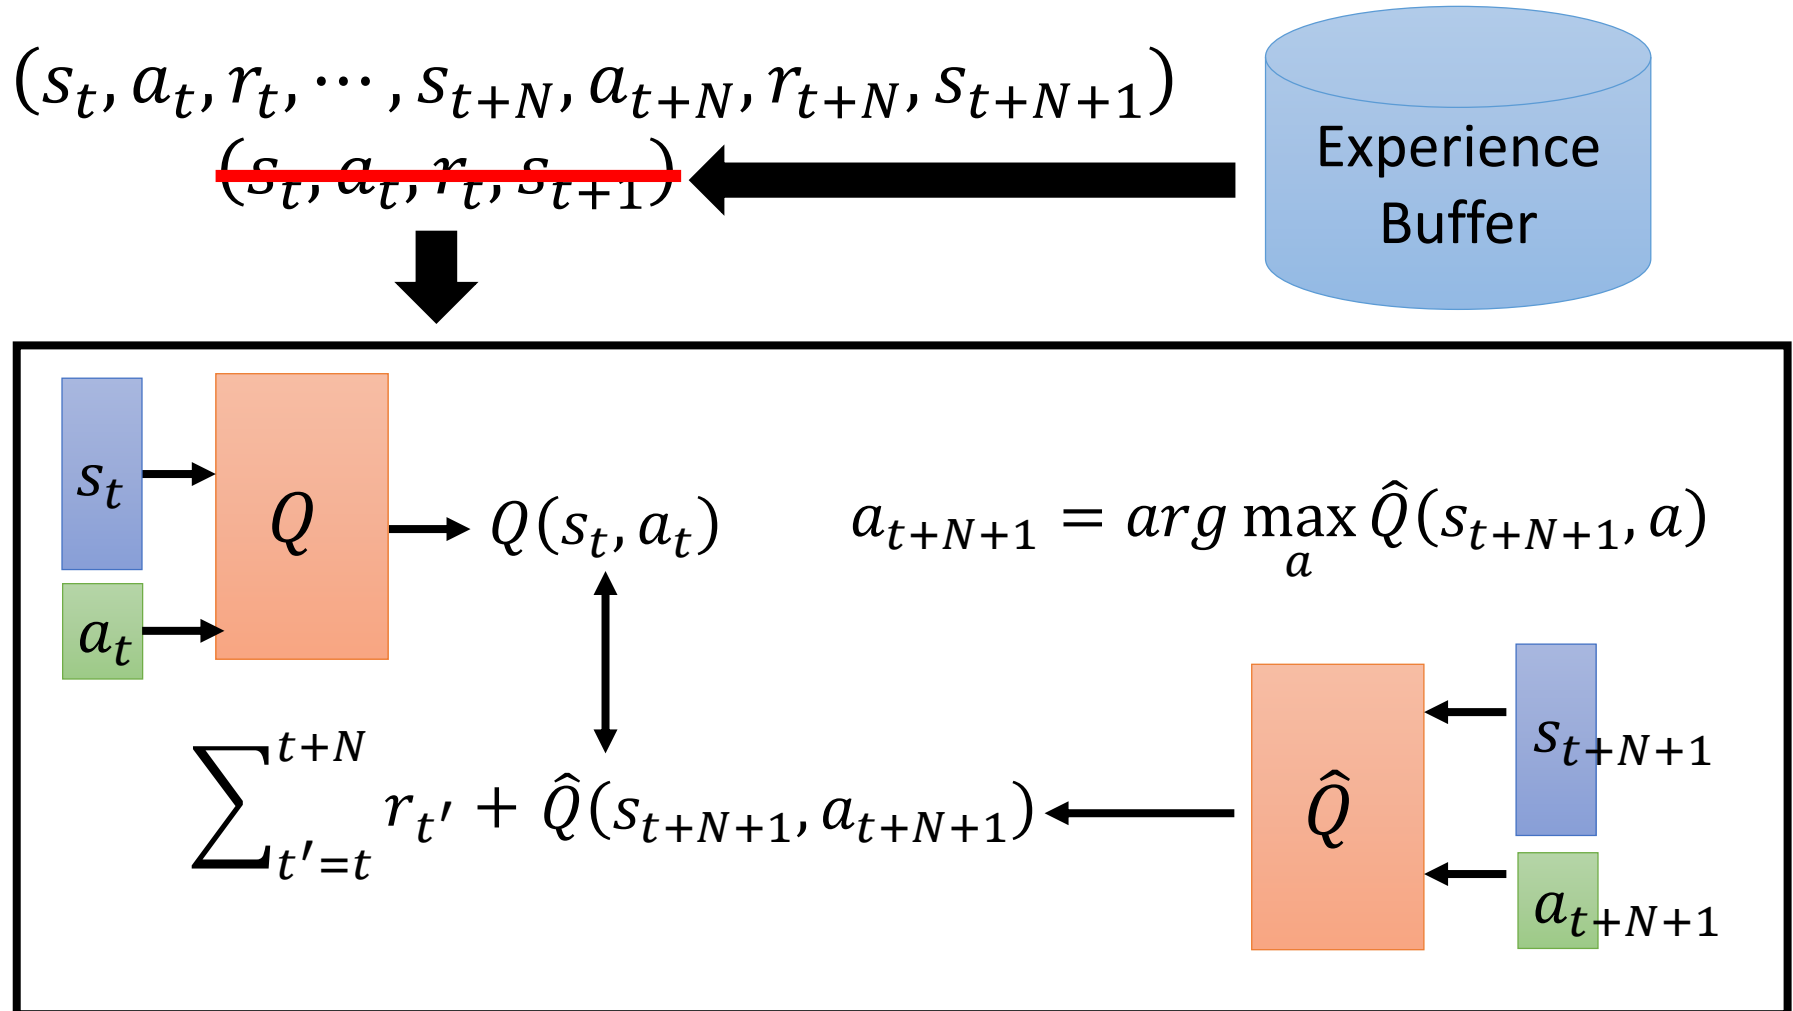 (s_t, a_t, r_t, ⋯, s_{t+N}, a_{t+N}, r_{t+N}, s_{t+N+1})
(s_t, a_t, r_t, s_{t+1})
Experience
Buffer
s_t
a_t
Q
Q(s_t, a_t)
a_{t+N+1} = arg max_a Q̂(s_{t+N+1}, a)
∑_{t′=t}^{t+N} r_{t′} + Q̂(s_{t+N+1}, a_{t+N+1})
Q̂
s_{t+N+1}
a_{t+N+1}